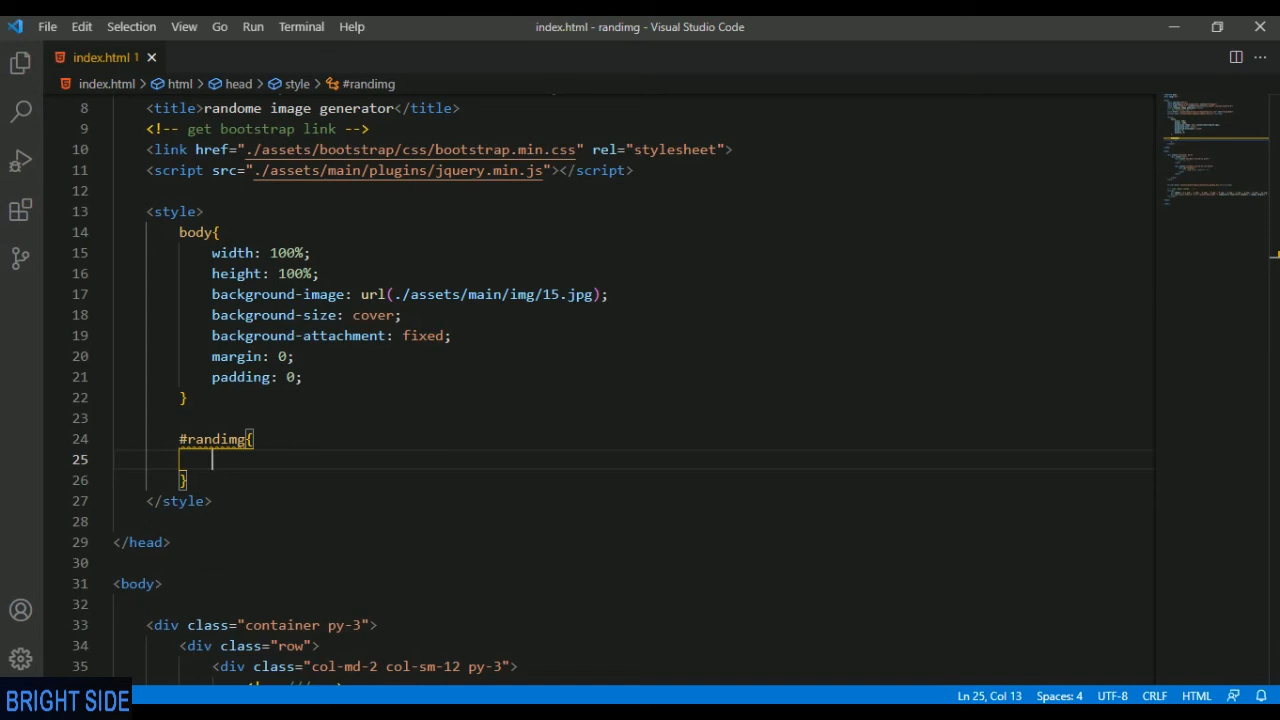 File Edit Selection View Go Run Terminal Help
index.html - randimg - Visual Studio Code
index.html 1
index.html > html > head > style > #randimg
8 <title>randome image generator</title>
9 <!-- get bootstrap link -->
10 <link href="./assets/bootstrap/css/bootstrap.min.css" rel="stylesheet">
11 <script src="./assets/main/plugins/jquery.min.js"></script>
12
13 <style>
14 body{
15 width: 100%;
16 height: 100%;
17 background-image: url(./assets/main/img/15.jpg);
18 background-size: cover;
19 background-attachment: fixed;
20 margin: 0;
21 padding: 0;
22 }
23
24 #randimg{
25
26 }
27 </style>
28
29 </head>
30
31 <body>
32
33 <div class="container py-3">
34 <div class="row">
35 <div class="col-md-2 col-sm-12 py-3">
BRIGHT SIDE
Ln 25, Col 13 Spaces: 4 UTF-8 CRLF HTML